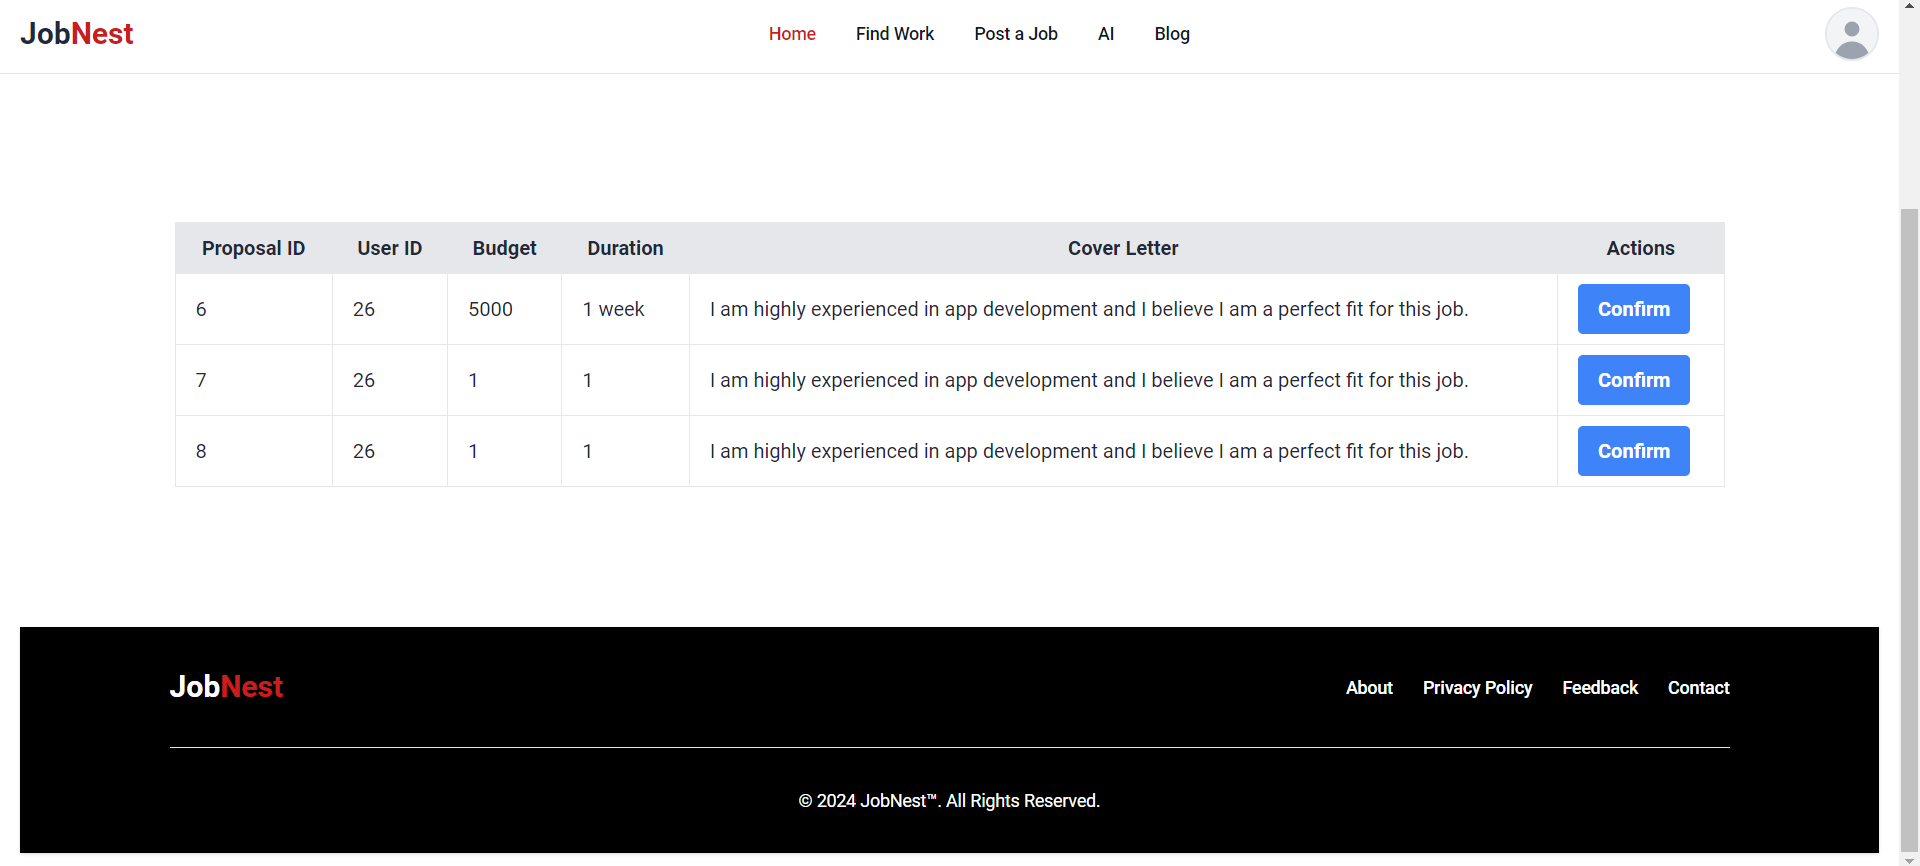 JobNest Home Find Work Post a Job AI Blog
Proposal ID User ID Budget Duration Cover Letter Actions
6 26 5000 1 week I am highly experienced in app development and I believe I am a perfect fit for this job. Confirm
7 26 1 1 I am highly experienced in app development and I believe I am a perfect fit for this job. Confirm
8 26 1 1 I am highly experienced in app development and I believe I am a perfect fit for this job. Confirm
JobNest About Privacy Policy Feedback Contact
© 2024 JobNest™. All Rights Reserved.